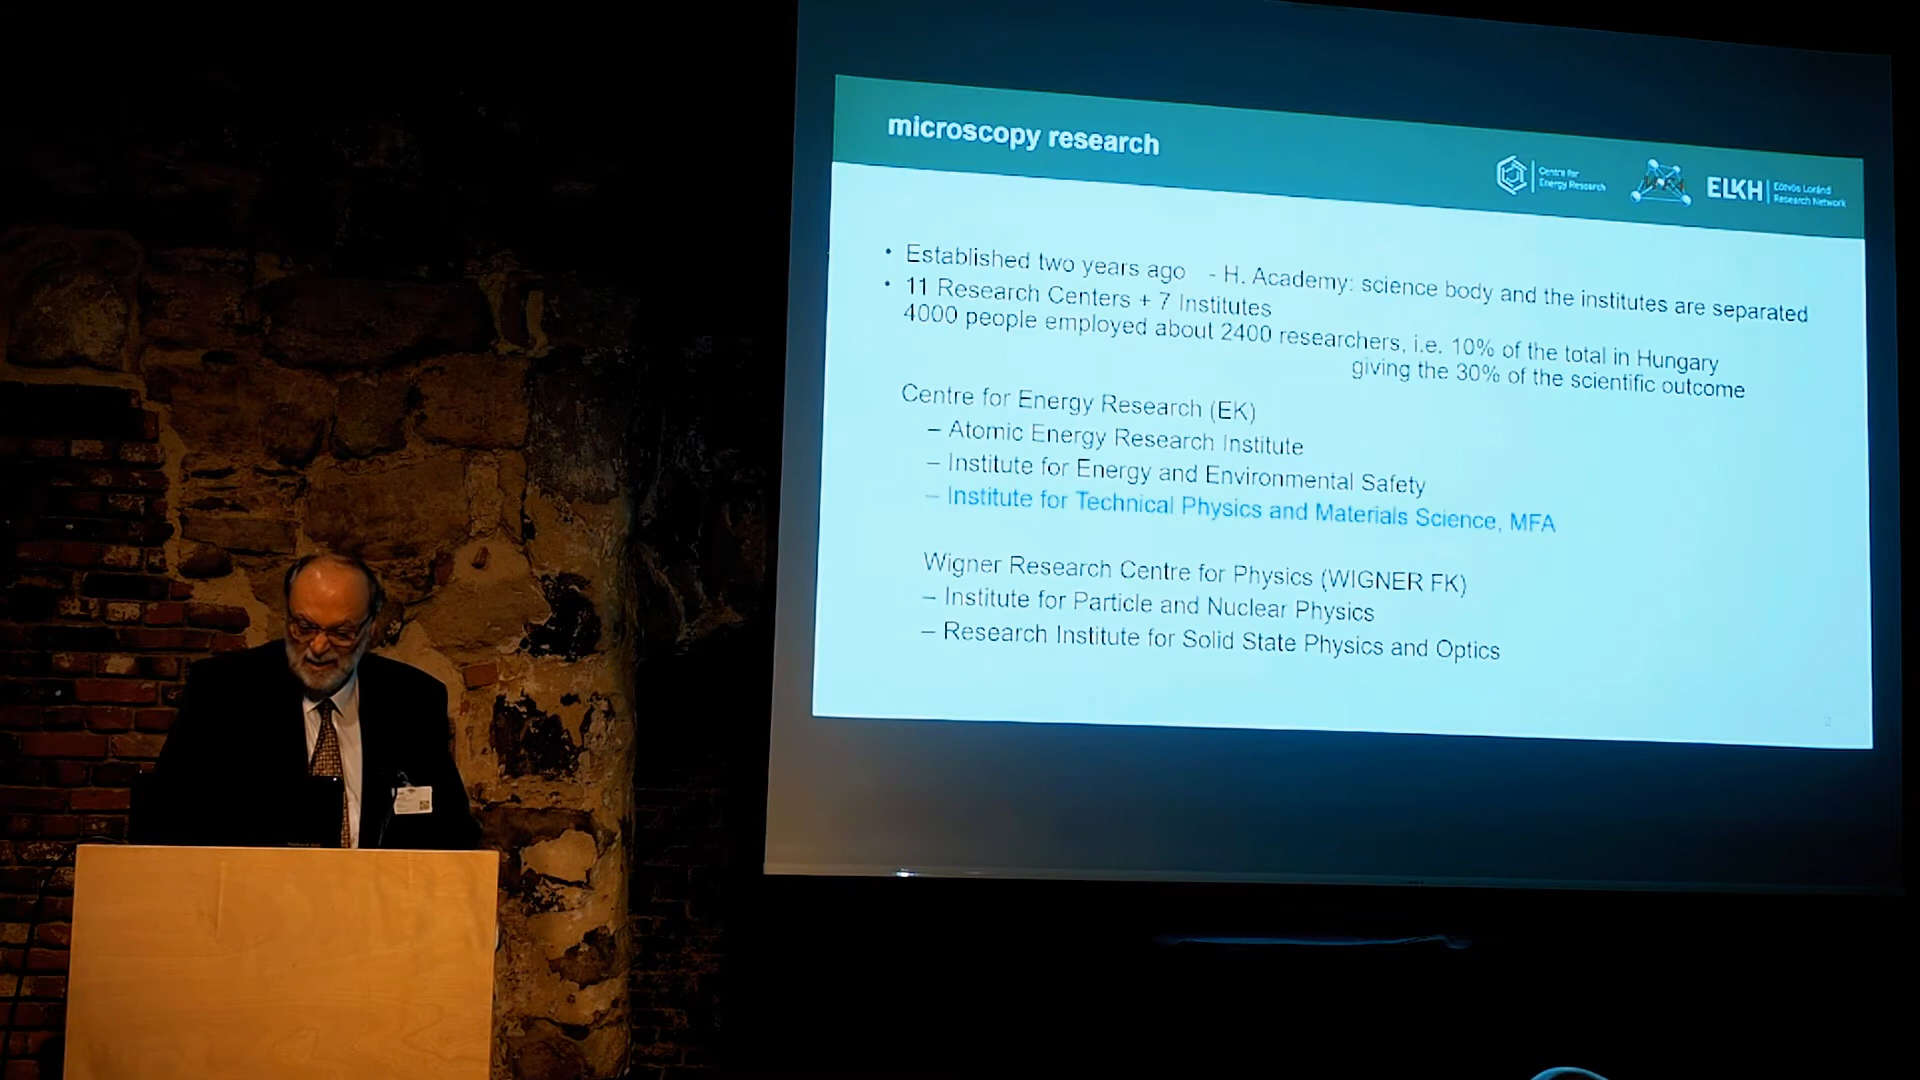 microscopy research
Centre for
Energy Research
MFA
ELKH
Eötvös Loránd
Research Network
• Established two years ago - H. Academy: science body and the institutes are separated
• 11 Research Centers + 7 Institutes
4000 people employed about 2400 researchers, i.e. 10% of the total in Hungary
giving the 30% of the scientific outcome
Centre for Energy Research (EK)
– Atomic Energy Research Institute
– Institute for Energy and Environmental Safety
– Institute for Technical Physics and Materials Science, MFA
Wigner Research Centre for Physics (WIGNER FK)
– Institute for Particle and Nuclear Physics
– Research Institute for Solid State Physics and Optics
2